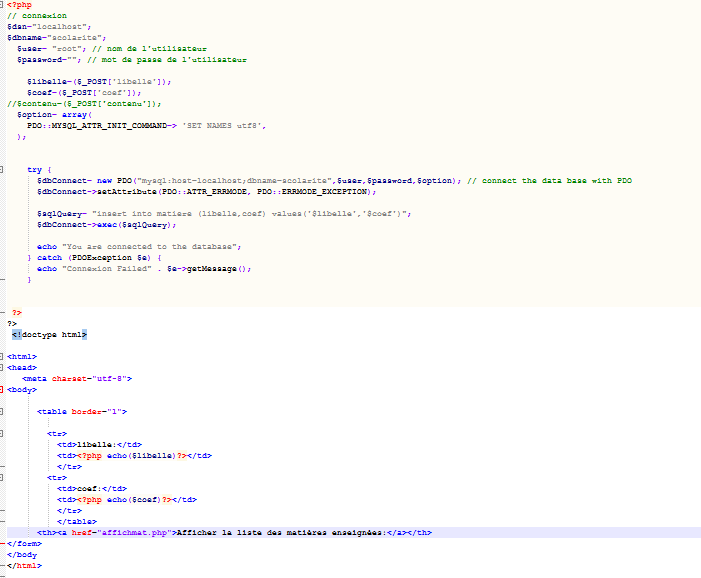 <?php
// connexion
$dsn="localhost";
$dbname="scolarite";
$user= "root"; // nom de l'utilisateur
$password=""; // mot de passe de l'utilisateur
$libelle=($_POST['libelle']);
$coef=($_POST['coef']);
//$contenu=($_POST['contenu']);
$option= array(
PDO::MYSQL_ATTR_INIT_COMMAND=> 'SET NAMES utf8',
);
try {
$dbConnect= new PDO("mysql:host=localhost;dbname=scolarite",$user,$password,$option); // connect the data base with PDO
$dbConnect->setAttribute(PDO::ATTR_ERRMODE, PDO::ERRMODE_EXCEPTION);
$sqlQuery= "insert into matiere (libelle,coef) values('$libelle','$coef')";
$dbConnect->exec($sqlQuery);
echo "You are connected to the database";
} catch (PDOException $e) {
echo "Connexion Failed" . $e->getMessage();
}
?>
?>
<!doctype html>
<html>
<head>
<meta charset="utf-8">
<body>
<table border="1">
<tr>
<td>libelle:</td>
<td><?php echo($libelle)?></td>
</tr>
<tr>
<td>coef:</td>
<td><?php echo($coef)?></td>
</tr>
</table>
<th><a href="affichmat.php">Afficher la liste des matières enseignées:</a></th>
</form>
</body
</html>